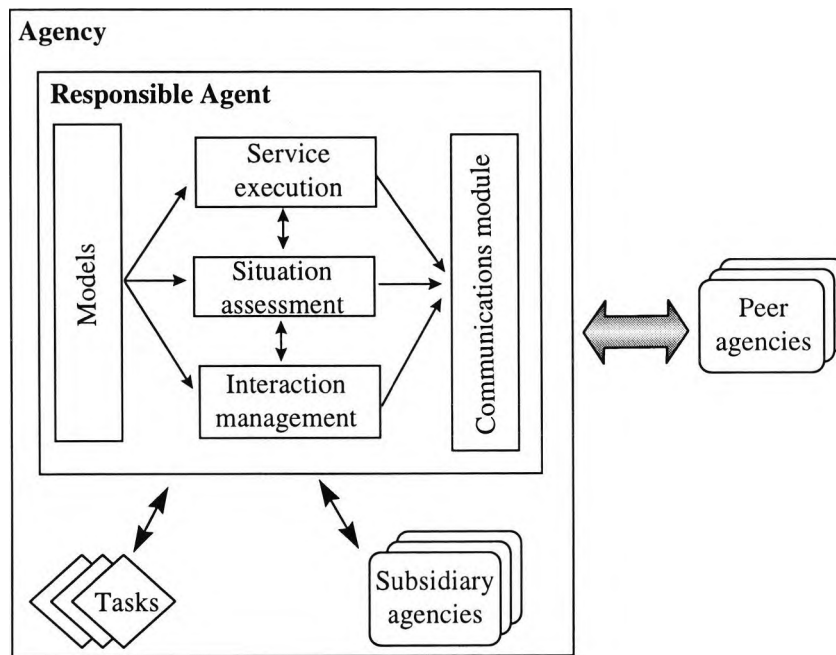 Agency
Responsible Agent
Models
Service
execution
Situation
assessment
Interaction
management
Communications module
Peer
agencies
Tasks
Subsidiary
agencies